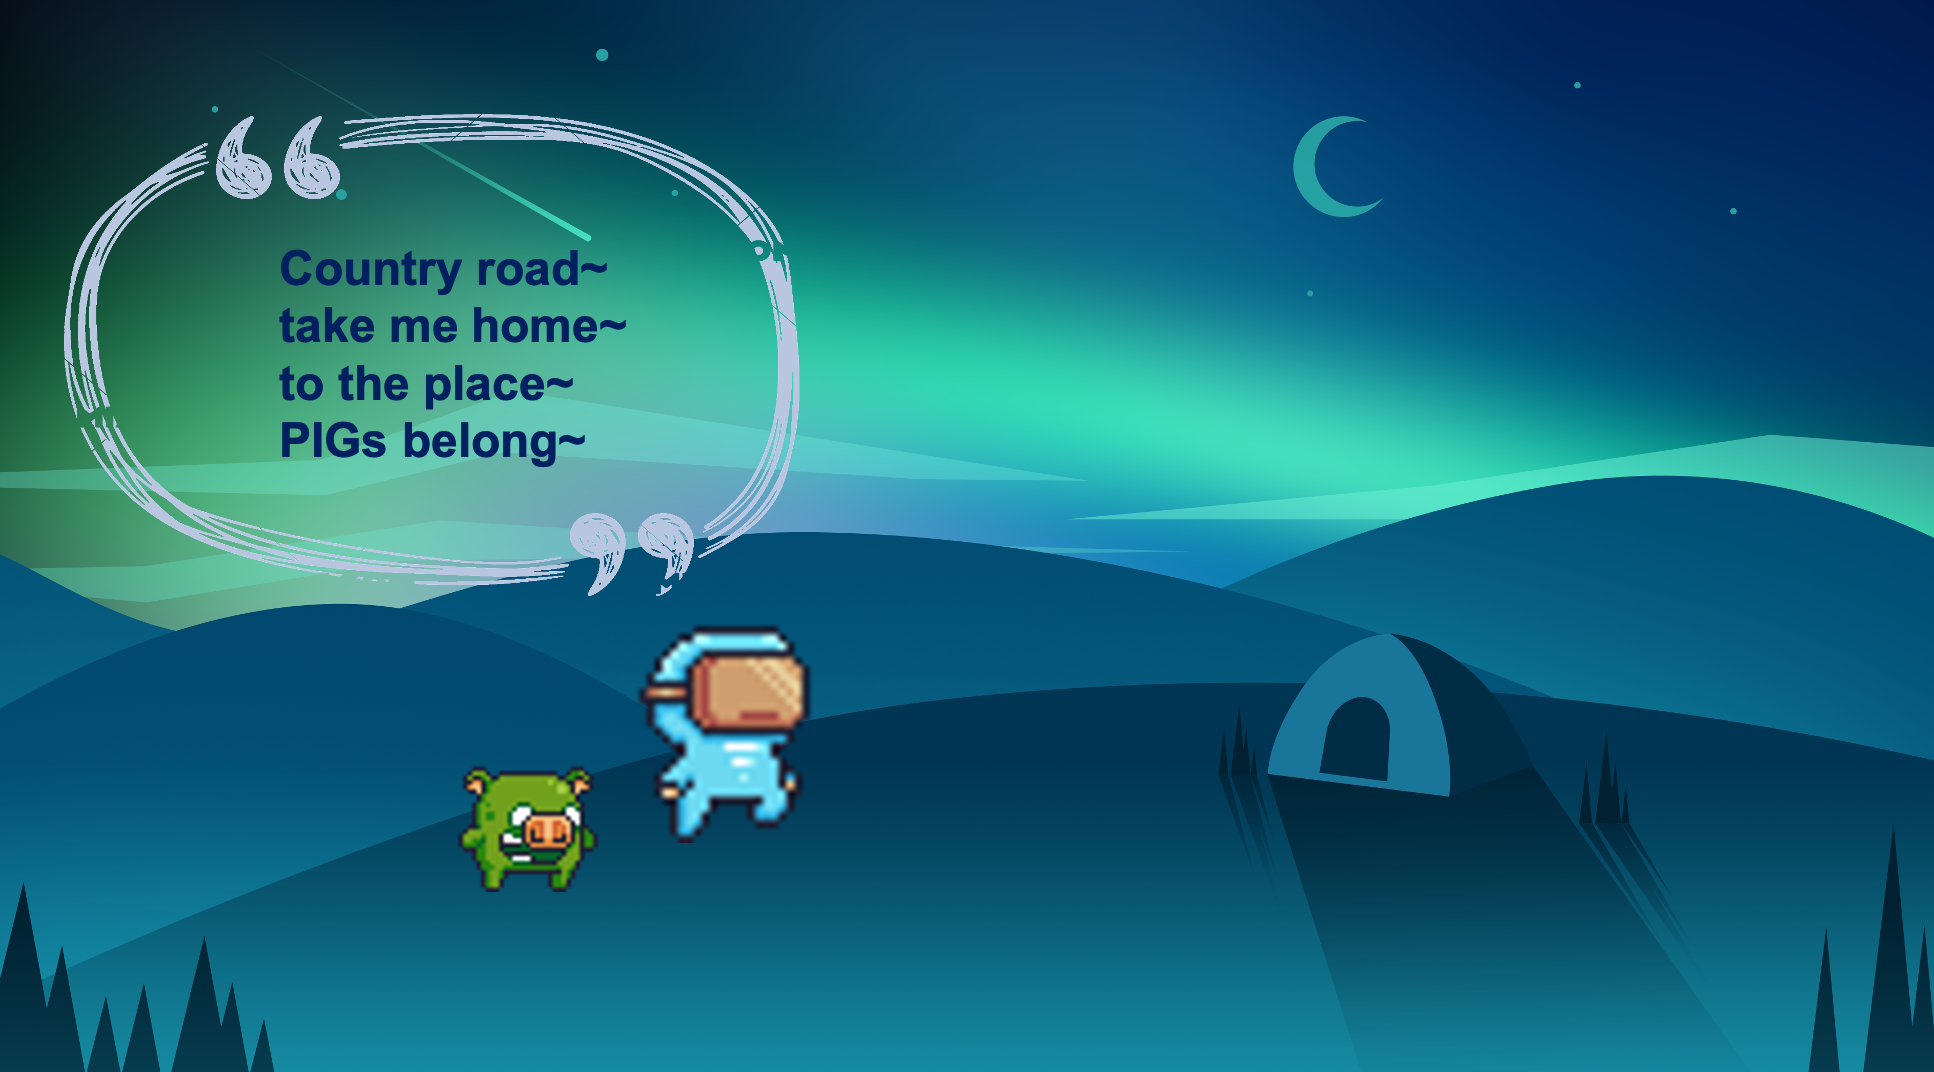 Country road~
take me home~
to the place~
PIGs belong~